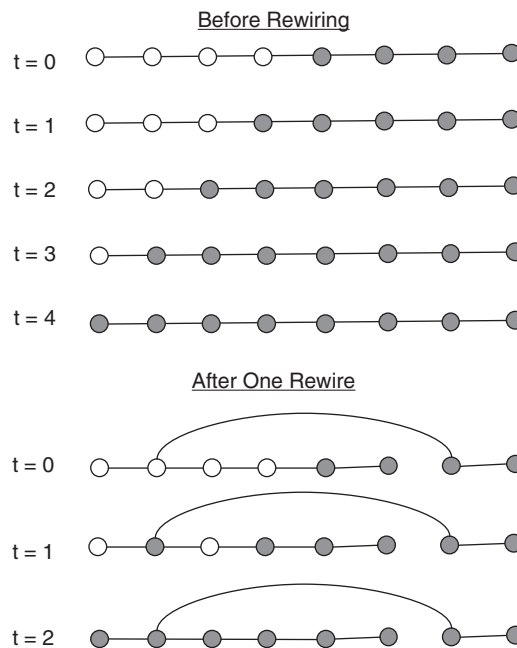 Before Rewiring
t = 0
t = 1
t = 2
t = 3
t = 4
After One Rewire
t = 0
t = 1
t = 2